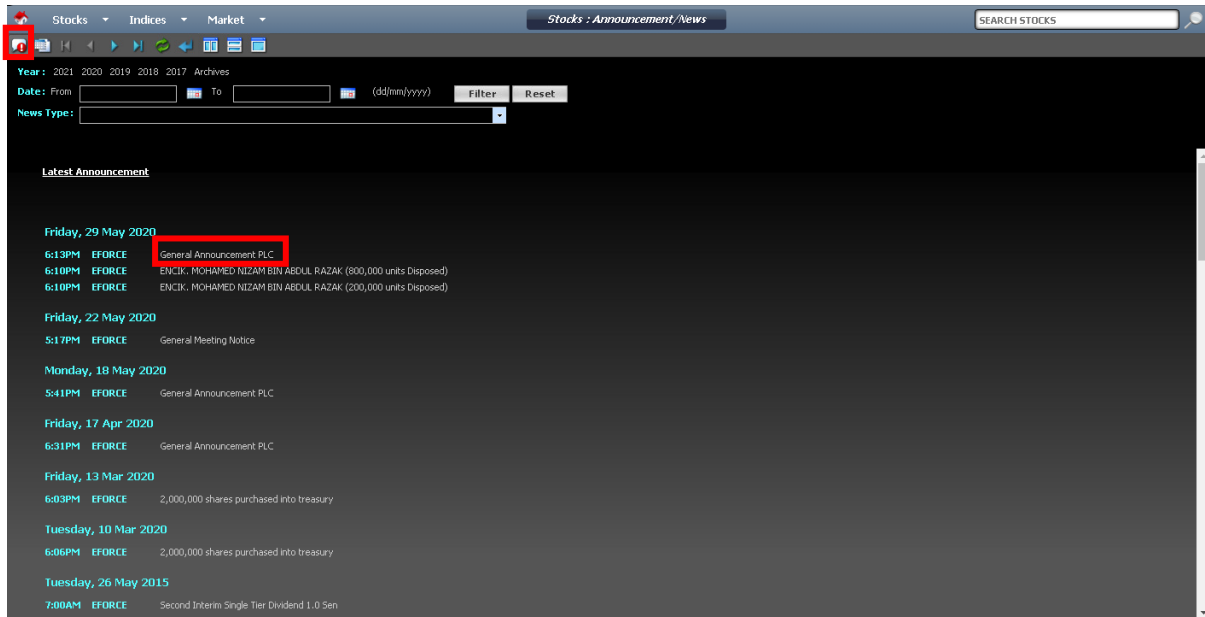 Stocks Indices Market Stocks : Announcement/News SEARCH STOCKS
Year : 2021 2020 2019 2018 2017 Archives
Date : From To (dd/mm/yyyy) Filter Reset
News Type :
Latest Announcement
Friday, 29 May 2020
6:13PM EFORCE General Announcement PLC
6:10PM EFORCE ENCIK. MOHAMED NIZAM BIN ABDUL RAZAK (800,000 units Disposed)
6:10PM EFORCE ENCIK. MOHAMED NIZAM BIN ABDUL RAZAK (200,000 units Disposed)
Friday, 22 May 2020
5:17PM EFORCE General Meeting Notice
Monday, 18 May 2020
5:41PM EFORCE General Announcement PLC
Friday, 17 Apr 2020
6:31PM EFORCE General Announcement PLC
Friday, 13 Mar 2020
6:03PM EFORCE 2,000,000 shares purchased into treasury
Tuesday, 10 Mar 2020
6:06PM EFORCE 2,000,000 shares purchased into treasury
Tuesday, 26 May 2015
7:00AM EFORCE Second Interim Single Tier Dividend 1.0 Sen